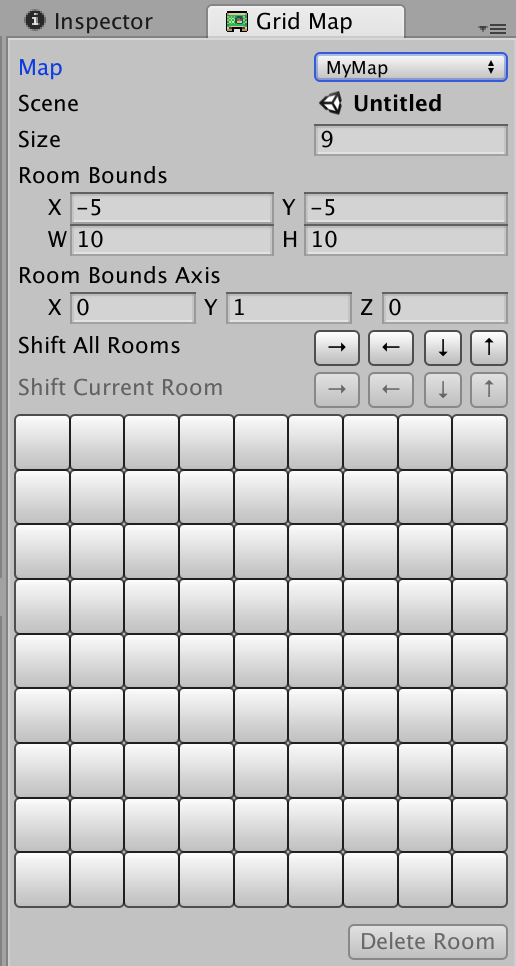 Inspector Grid Map
Map MyMap
Scene Untitled
Size 9
Room Bounds
X -5 Y -5
W 10 H 10
Room Bounds Axis
X 0 Y 1 Z 0
Shift All Rooms → ← ↓ ↑
Shift Current Room → ← ↓ ↑
Delete Room